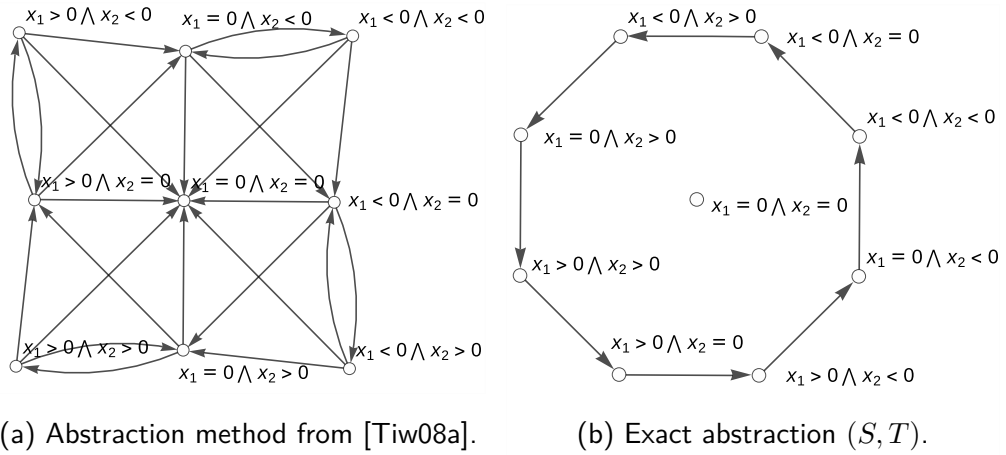 x₁ > 0 ⋀ x₂ < 0
x₁ = 0 ⋀ x₂ < 0
x₁ < 0 ⋀ x₂ < 0
x₁ > 0 ⋀ x₂ = 0
x₁ = 0 ⋀ x₂ = 0
x₁ < 0 ⋀ x₂ = 0
x₁ > 0 ⋀ x₂ > 0
x₁ = 0 ⋀ x₂ > 0
x₁ < 0 ⋀ x₂ > 0
(a) Abstraction method from [Tiw08a].
x₁ < 0 ⋀ x₂ > 0
x₁ < 0 ⋀ x₂ = 0
x₁ = 0 ⋀ x₂ > 0
x₁ < 0 ⋀ x₂ < 0
x₁ = 0 ⋀ x₂ = 0
x₁ > 0 ⋀ x₂ > 0
x₁ = 0 ⋀ x₂ < 0
x₁ > 0 ⋀ x₂ = 0
x₁ > 0 ⋀ x₂ < 0
(b) Exact abstraction (S, T).